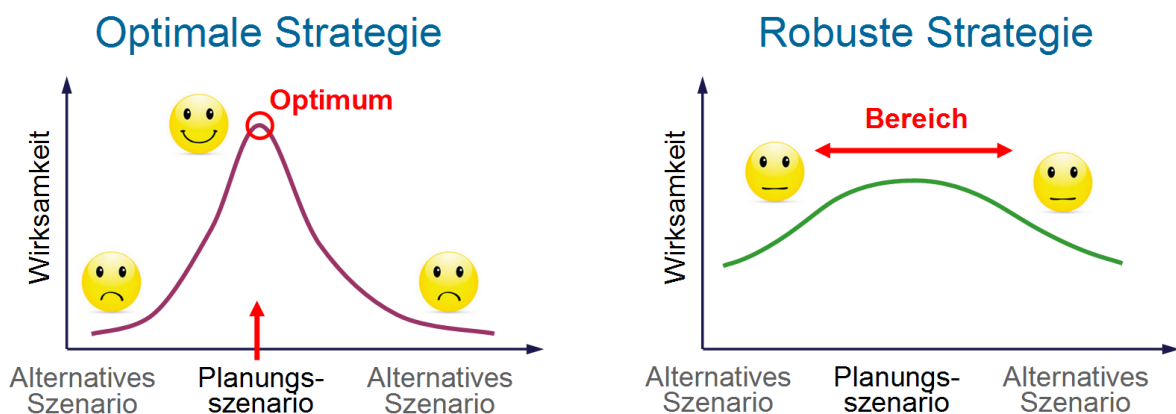 Optimale Strategie
Wirksamkeit
Optimum
Alternatives
Szenario
Planungs-
szenario
Alternatives
Szenario
Robuste Strategie
Wirksamkeit
Bereich
Alternatives
Szenario
Planungs-
szenario
Alternatives
Szenario